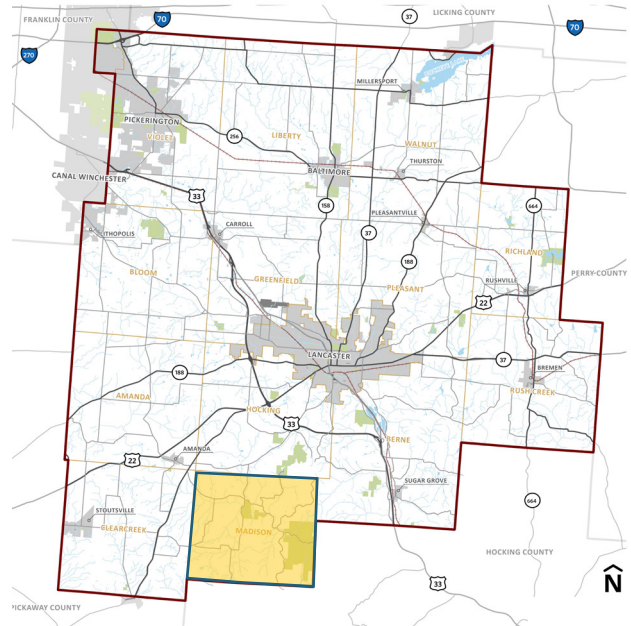 FRANKLIN COUNTY
70
37
LICKING COUNTY
70
270
MILLERSPORT
PICKERINGTON
VIOLET
256
LIBERTY
WALNUT
THURSTON
BALTIMORE
CANAL WINCHESTER
33
158
PLEASANTVILLE
664
LITHOPOLIS
CARROLL
37
RICHLAND
188
BLOOM
GREENFIELD
PLEASANT
RUSHVILLE
PERRY COUNTY
22
LANCASTER
37
BREMEN
188
RUSHCREEK
AMANDA
HOCKING
33
BERNE
AMANDA
22
SUGAR GROVE
664
STOUTSVILLE
CLEARCREEK
MADISON
HOCKING COUNTY
33
N
PICKAWAY COUNTY